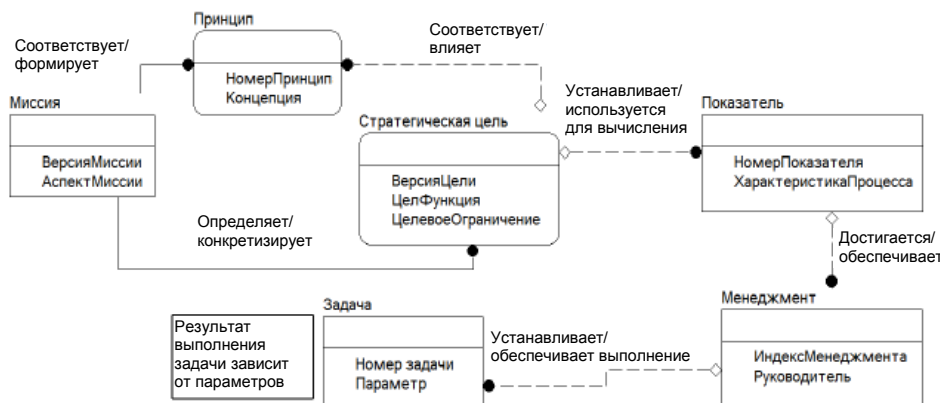 Принцип
Соответствует/
формирует
НомерПринцип
Концепция
Соответствует/
влияет
Миссия
ВерсияМиссии
АспектМиссии
Стратегическая цель
ВерсияЦели
ЦелФункция
ЦелевоеОграничение
Устанавливает/
используется
для вычисления
Показатель
НомерПоказателя
ХарактеристикаПроцесса
Определяет/
конкретизирует
Достигается/
обеспечивает
Задача
Номер задачи
Параметр
Результат
выполнения
задачи зависит
от параметров
Устанавливает/
обеспечивает выполнение
Менеджмент
ИндексМенеджмента
Руководитель